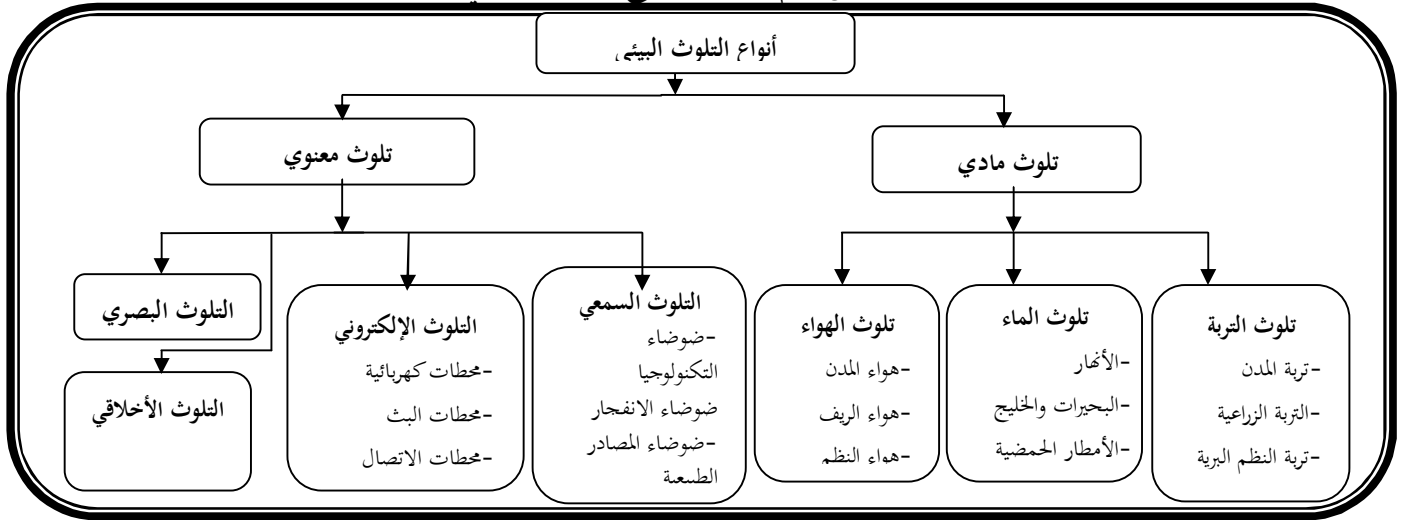 أنواع التلوث البيئي
تلوث مادي
تلوث معنوي
تلوث التربة
-تربة المدن
-التربة الزراعية
-تربة النظم البرية
تلوث الماء
-الأنهار
-البحيرات والخليج
-الأمطار الحمضية
تلوث الهواء
-هواء المدن
-هواء الريف
-هواء النظم
التلوث السمعي
-ضوضاء
التكنولوجيا
ضوضاء الانفجار
-ضوضاء المصادر
الطبيعية
التلوث الإلكتروني
-محطات كهربائية
-محطات البث
-محطات الاتصال
التلوث البصري
التلوث الأخلاقي